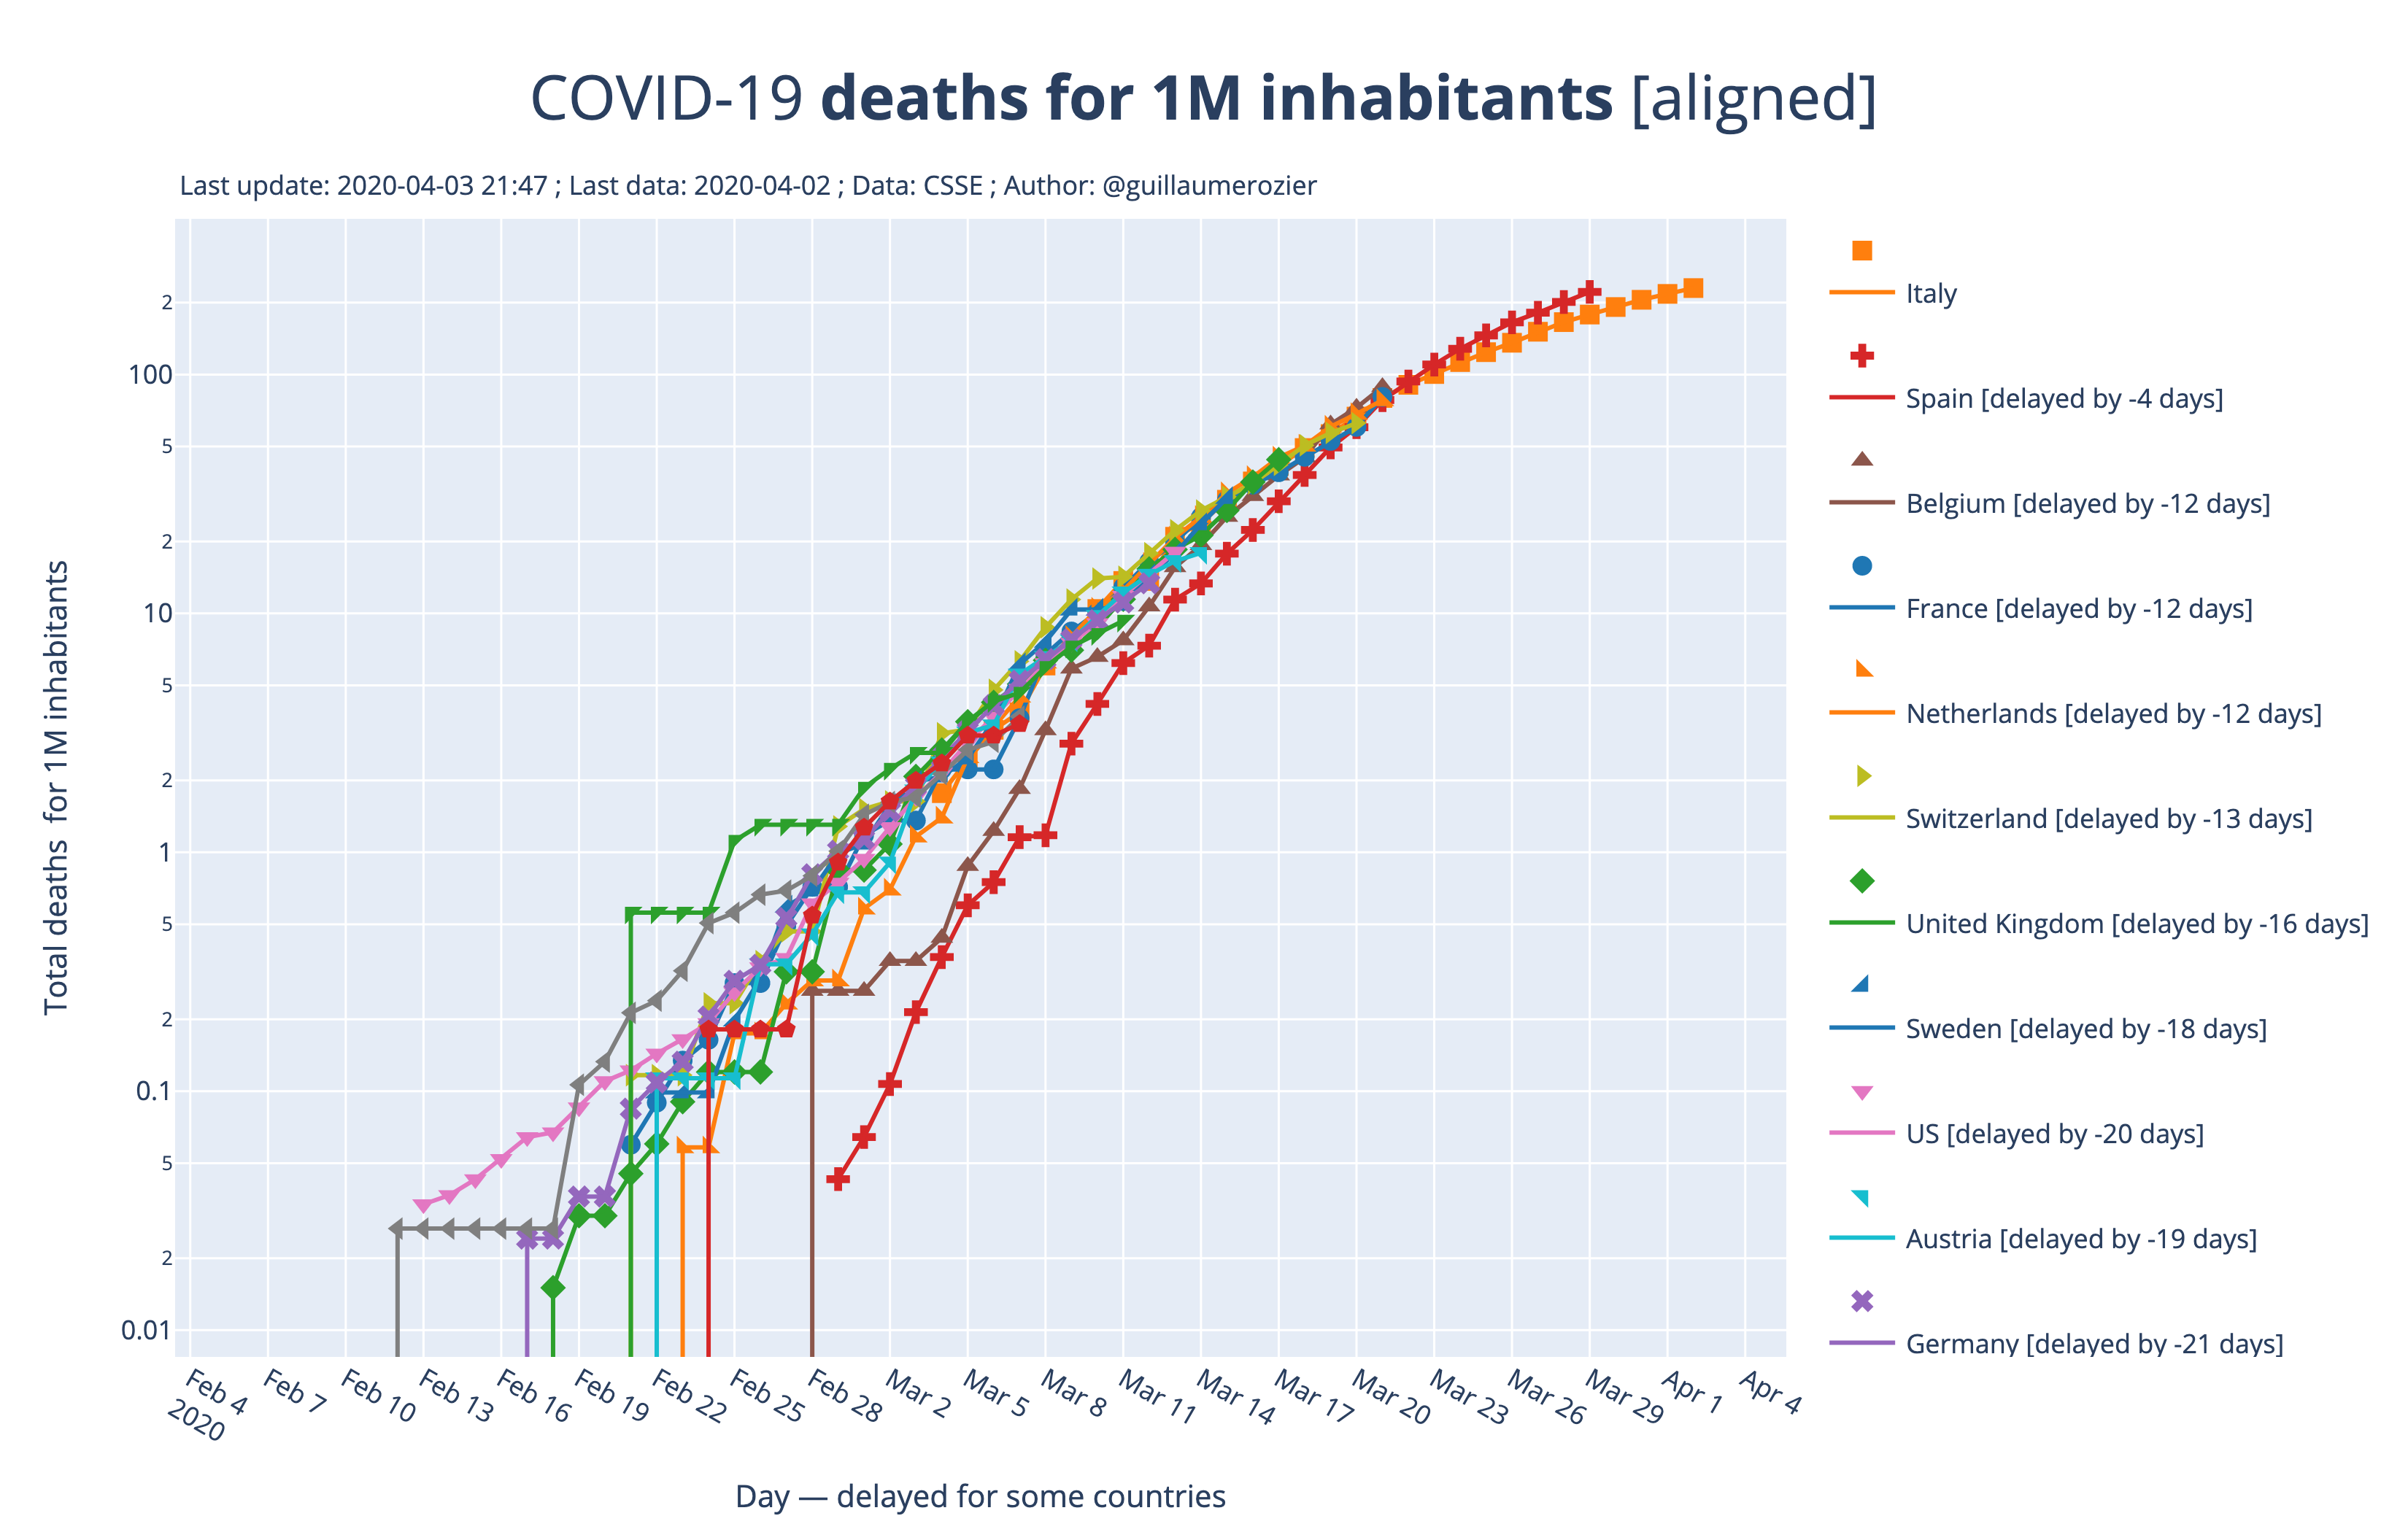 COVID-19 deaths for 1M inhabitants [aligned]
Last update: 2020-04-03 21:47 ; Last data: 2020-04-02 ; Data: CSSE ; Author: @guillaumerozier
Total deaths for 1M inhabitants
2
100
5
2
10
5
2
1
5
2
0.1
5
2
0.01
Feb 4
2020
Feb 7
Feb 10
Feb 13
Feb 16
Feb 19
Feb 22
Feb 25
Feb 28
Mar 2
Mar 5
Mar 8
Mar 11
Mar 14
Mar 17
Mar 20
Mar 23
Mar 26
Mar 29
Apr 1
Apr 4
Day — delayed for some countries
Italy
Spain [delayed by -4 days]
Belgium [delayed by -12 days]
France [delayed by -12 days]
Netherlands [delayed by -12 days]
Switzerland [delayed by -13 days]
United Kingdom [delayed by -16 days]
Sweden [delayed by -18 days]
US [delayed by -20 days]
Austria [delayed by -19 days]
Germany [delayed by -21 days]